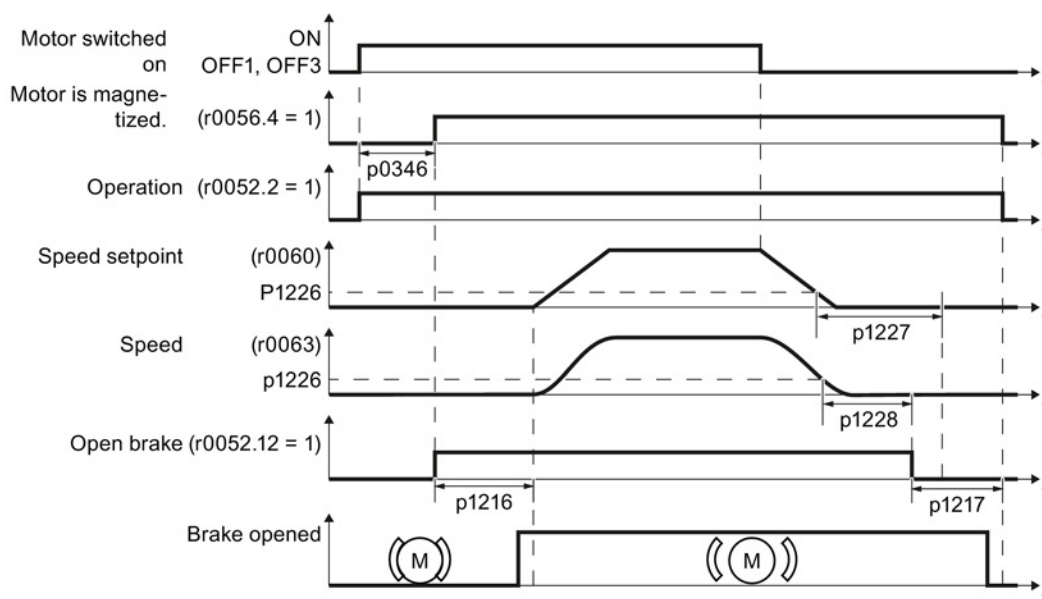 Motor switched on
ON
OFF1, OFF3
Motor is magne-
tized.
(r0056.4 = 1)
p0346
Operation (r0052.2 = 1)
Speed setpoint (r0060)
P1226
p1227
Speed (r0063)
p1226
p1228
Open brake (r0052.12 = 1)
p1216
p1217
Brake opened
M
M